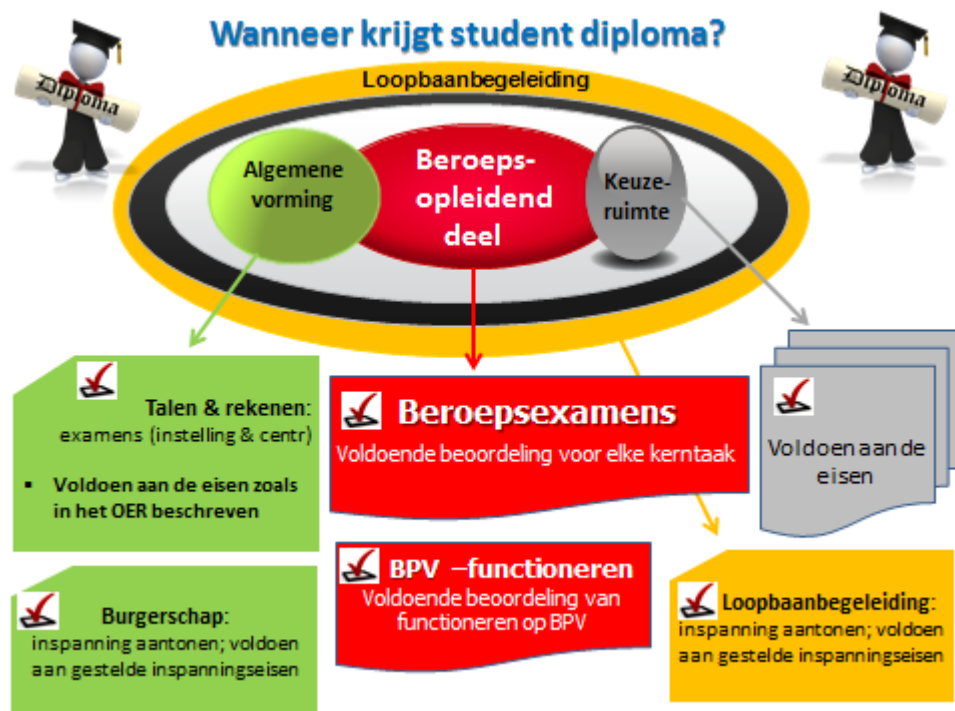 Wanneer krijgt student diploma?
Diploma
Diploma
Loopbaanbegeleiding
Algemene
vorming
Beroeps-
opleidend
deel
Keuze-
ruimte
Talen & rekenen:
examens (instelling & centr)
▪ Voldoen aan de eisen zoals
in het OER beschreven
Beroepsexamens
Voldoende beoordeling voor elke kerntaak
Voldoen aan de
eisen
Burgerschap:
inspanning aantonen; voldoen
aan gestelde inspanningseisen
BPV –functioneren
Voldoende beoordeling van
functioneren op BPV
Loopbaanbegeleiding:
inspanning aantonen; voldoen
aan gestelde inspanningseisen